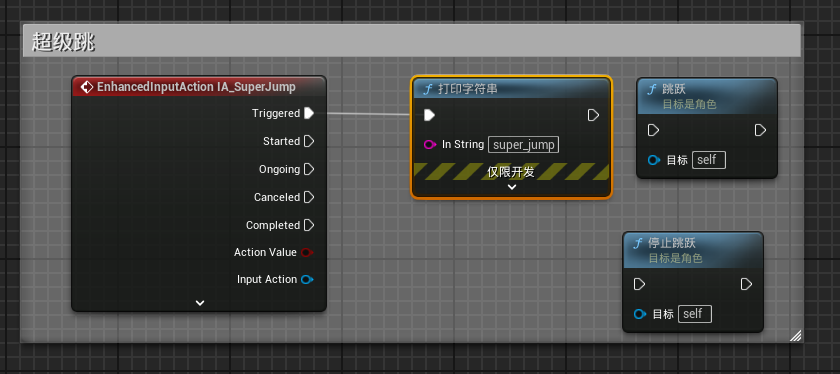 超级跳
EnhancedInputAction IA_SuperJump
Triggered
Started
Ongoing
Canceled
Completed
Action Value
Input Action
打印字符串
In String super_jump
仅限开发
跳跃
目标是角色
目标 self
停止跳跃
目标是角色
目标 self